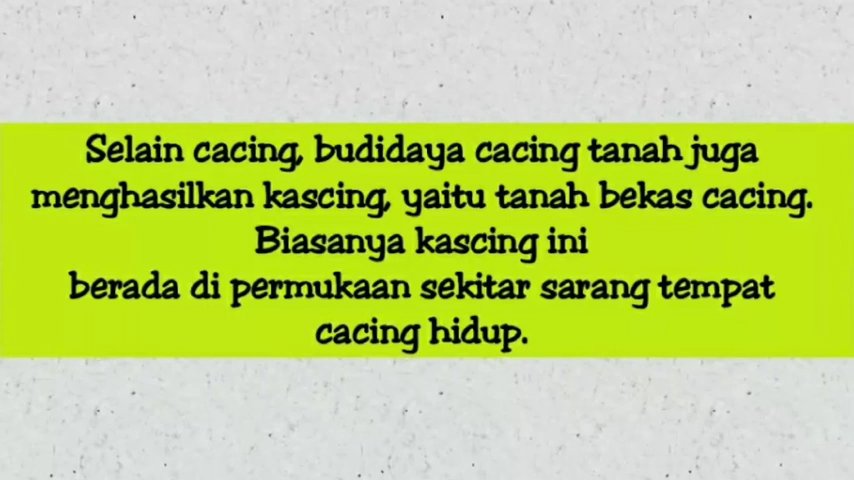 Selain cacing, budidaya cacing tanah juga
menghasilkan kascing, yaitu tanah bekas cacing.
Biasanya kascing ini
berada di permukaan sekitar sarang tempat
cacing hidup.